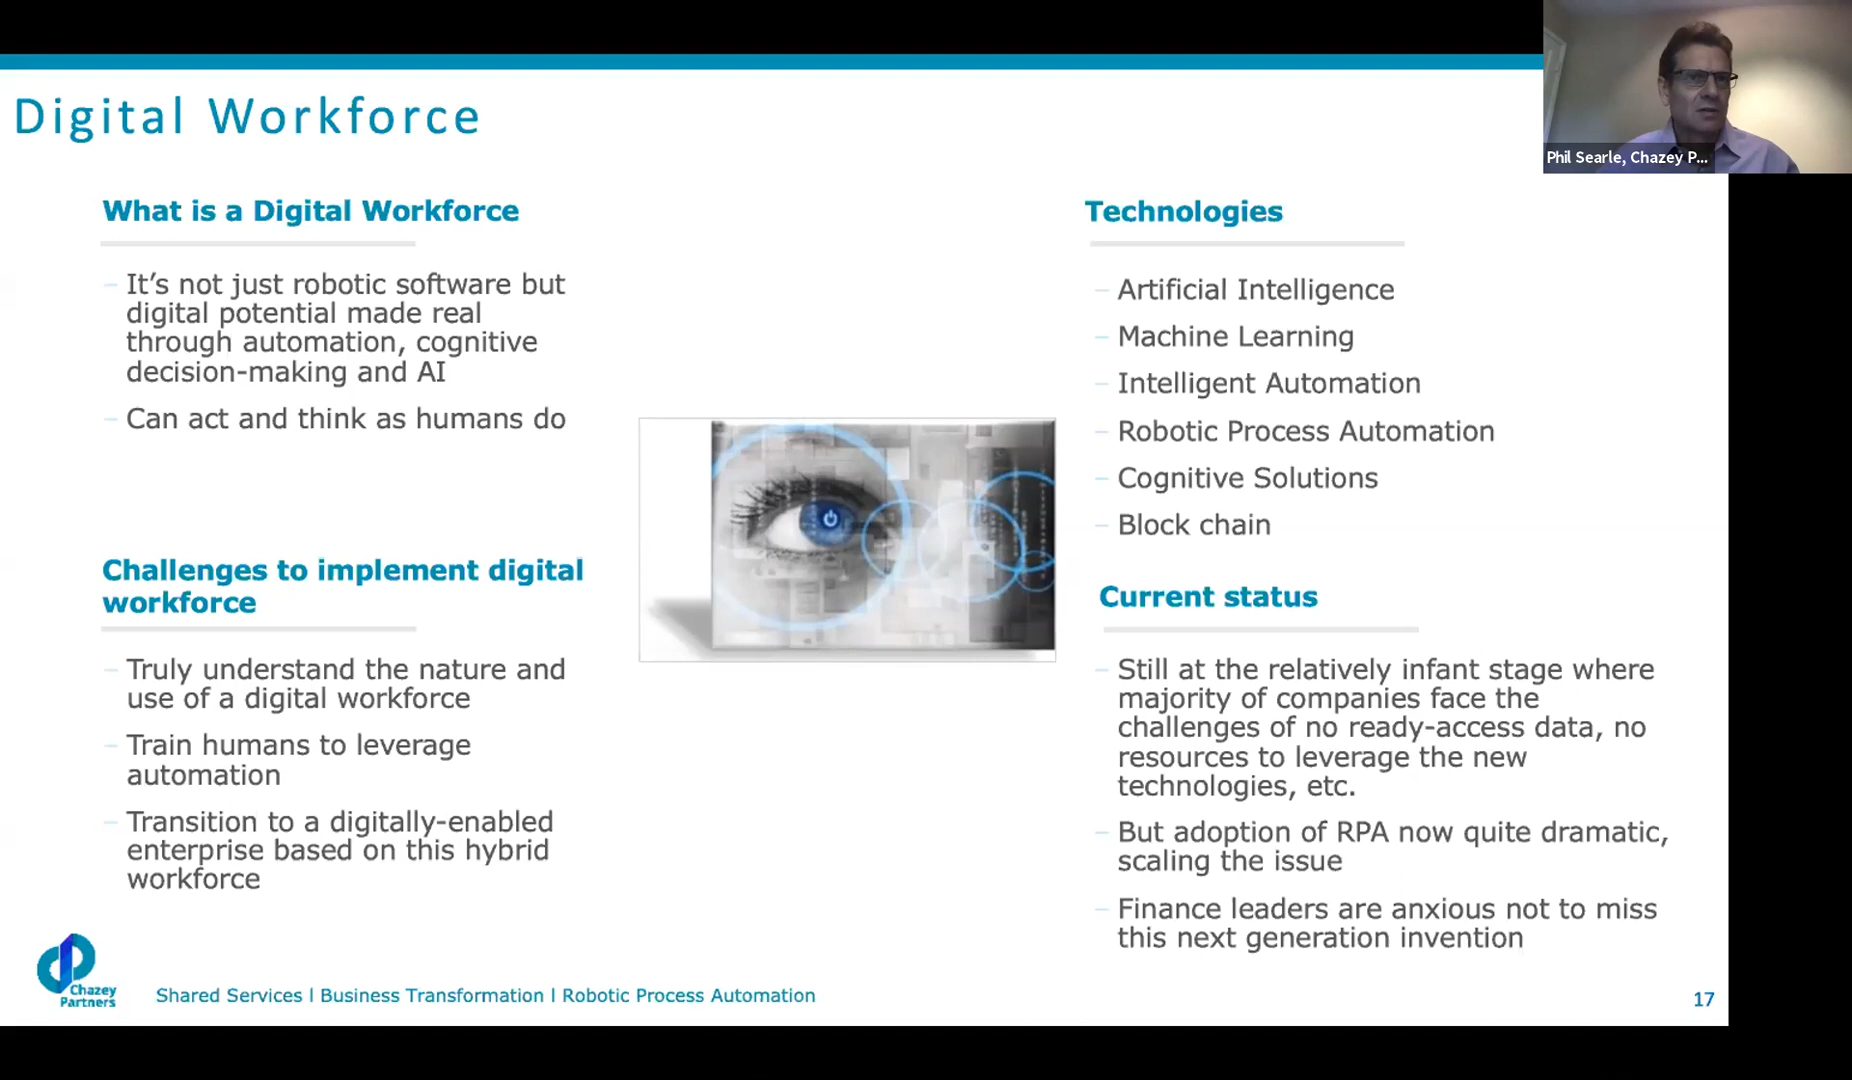 Digital Workforce
Phil Searle, Chazey P...
What is a Digital Workforce
– It’s not just robotic software but
digital potential made real
through automation, cognitive
decision-making and AI
– Can act and think as humans do
Challenges to implement digital
workforce
– Truly understand the nature and
use of a digital workforce
– Train humans to leverage
automation
– Transition to a digitally-enabled
enterprise based on this hybrid
workforce
Technologies
– Artificial Intelligence
– Machine Learning
– Intelligent Automation
– Robotic Process Automation
– Cognitive Solutions
– Block chain
Current status
– Still at the relatively infant stage where
majority of companies face the
challenges of no ready-access data, no
resources to leverage the new
technologies, etc.
– But adoption of RPA now quite dramatic,
scaling the issue
– Finance leaders are anxious not to miss
this next generation invention
Chazey
Partners
Shared Services l Business Transformation l Robotic Process Automation
17